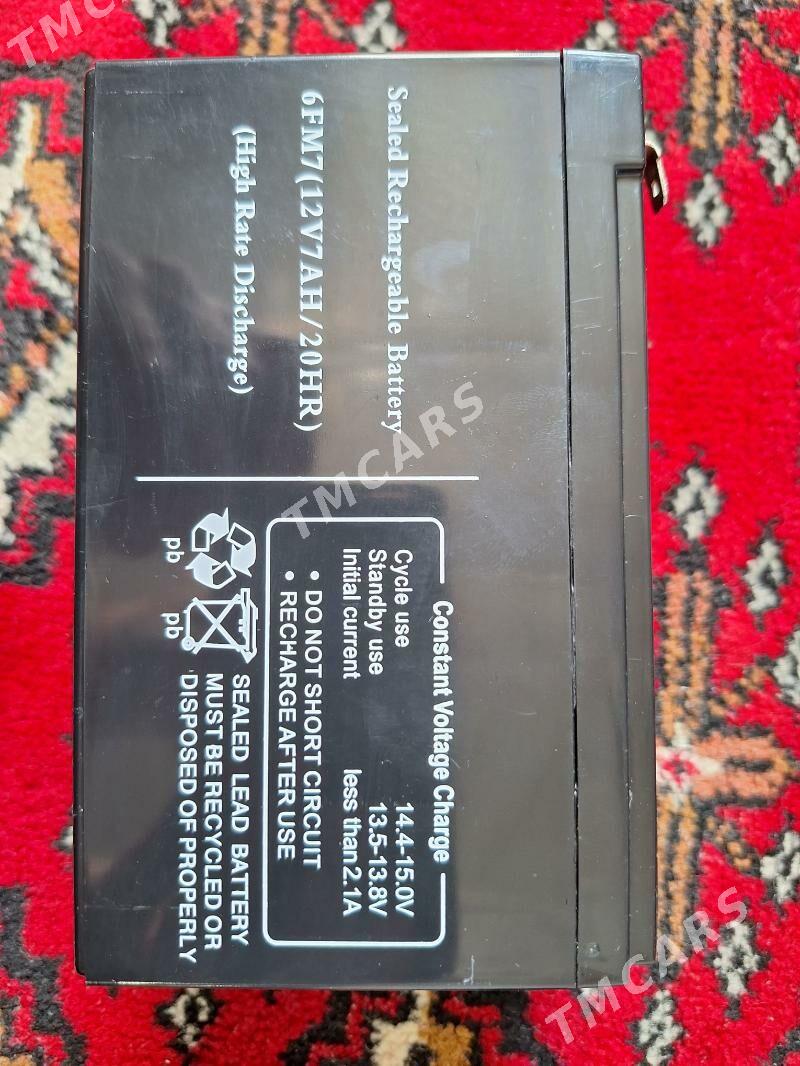 Sealed Rechargeable Battery
6FM7(12V7AH/20HR)
(High Rate Discharge)
Constant Voltage Charge
Cycle use 14.4-15.0V
Standby use 13.5-13.8V
Initial current less than 2.1A
• DO NOT SHORT CIRCUIT
• RECHARGE AFTER USE
pb pb
SEALED LEAD BATTERY
MUST BE RECYCLED OR
DISPOSED OF PROPERLY
TMCARS
TMCARS
TMCARS